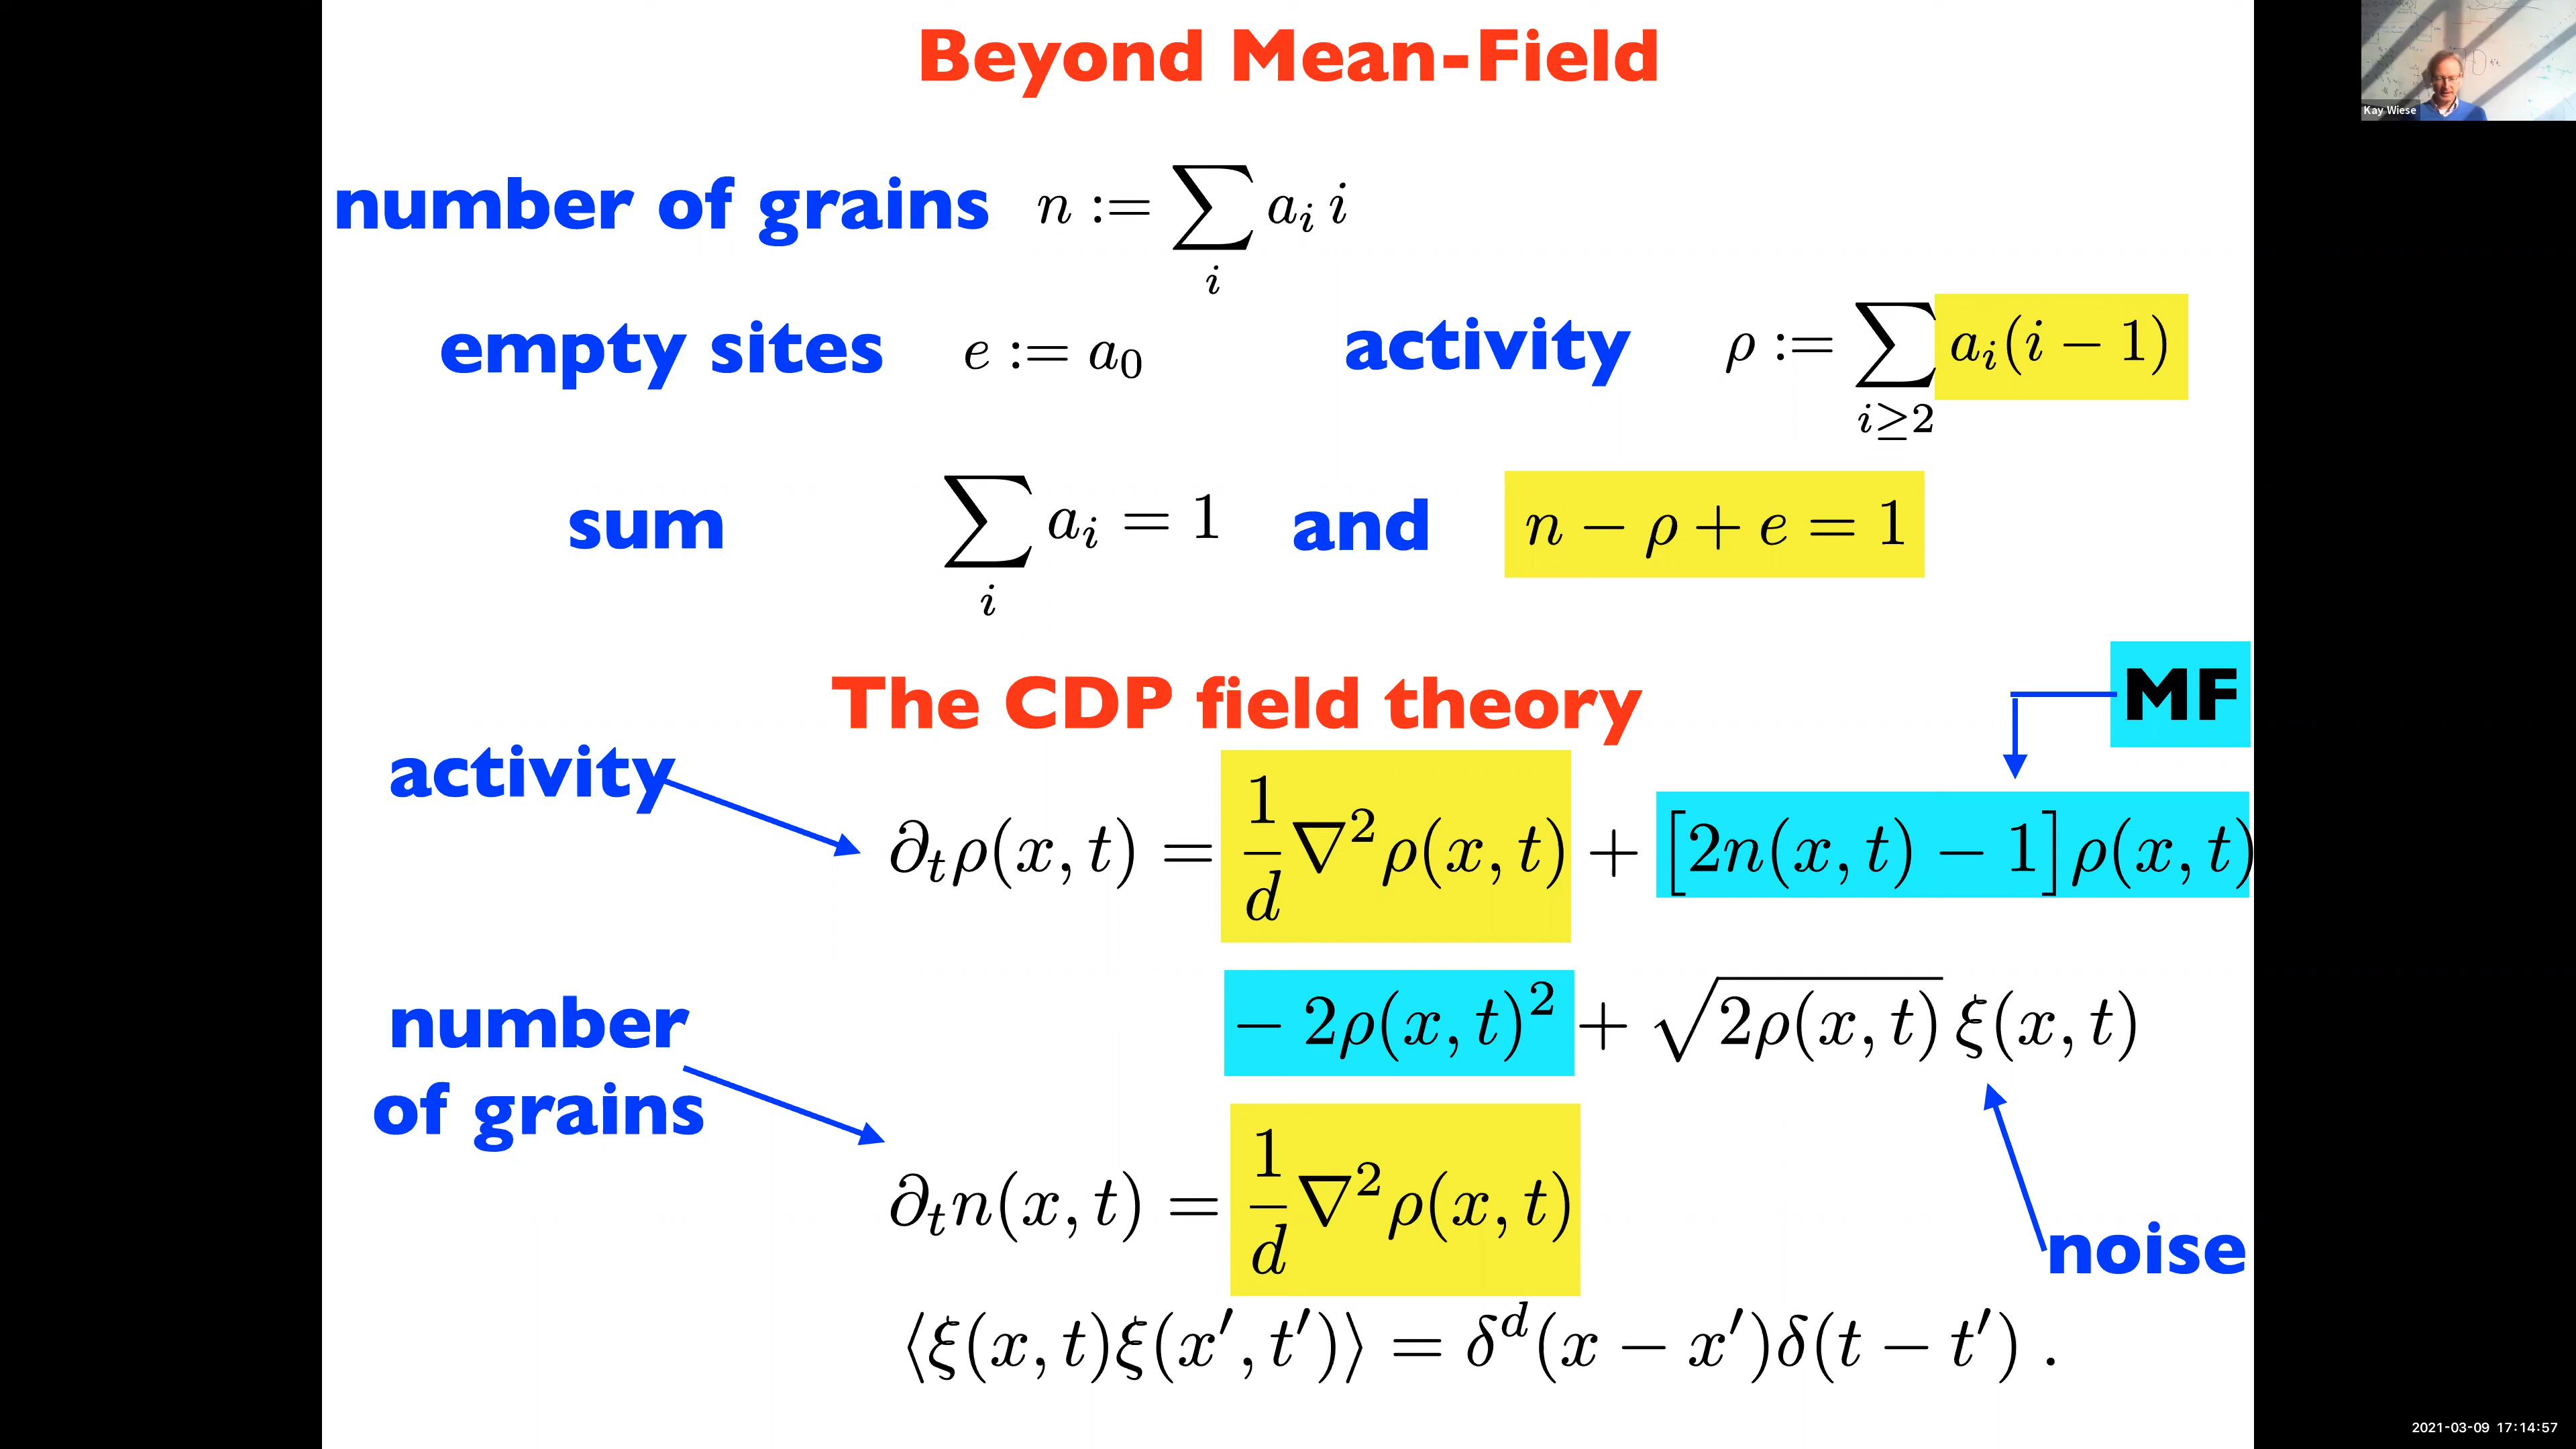 Beyond Mean-Field
Kay Wiese
number of grains n := ∑_i a_i i
empty sites e := a_0 activity ρ := ∑_{i≥2} a_i(i − 1)
sum ∑_i a_i = 1 and n − ρ + e = 1
MF
The CDP field theory
activity
∂_tρ(x, t) = 1/d ∇²ρ(x, t) + [2n(x, t) − 1]ρ(x, t)
− 2ρ(x, t)² + √(2ρ(x, t)) ξ(x, t)
number
of grains
∂_tn(x, t) = 1/d ∇²ρ(x, t)
noise
⟨ξ(x, t)ξ(x′, t′)⟩ = δ^d(x − x′)δ(t − t′) .
2021-03-09 17:14:57